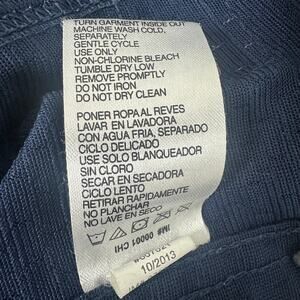 TURN GARMENT INSIDE OUT
MACHINE WASH COLD,
SEPARATELY
GENTLE CYCLE
USE ONLY
NON-CHLORINE BLEACH
TUMBLE DRY LOW
REMOVE PROMPTLY
DO NOT IRON
DO NOT DRY CLEAN
PONER ROPA AL REVES
LAVAR EN LAVADORA
CON AGUA FRIA, SEPARADO
CICLO DELICADO
USE SOLO BLANQUEADOR
SIN CLORO
SECAR EN SECADORA
CICLO LENTO
RETIRAR RAPIDAMENTE
NO PLANCHAR
NO LAVE EN SECO
IM# 00001 CHI
10/2013